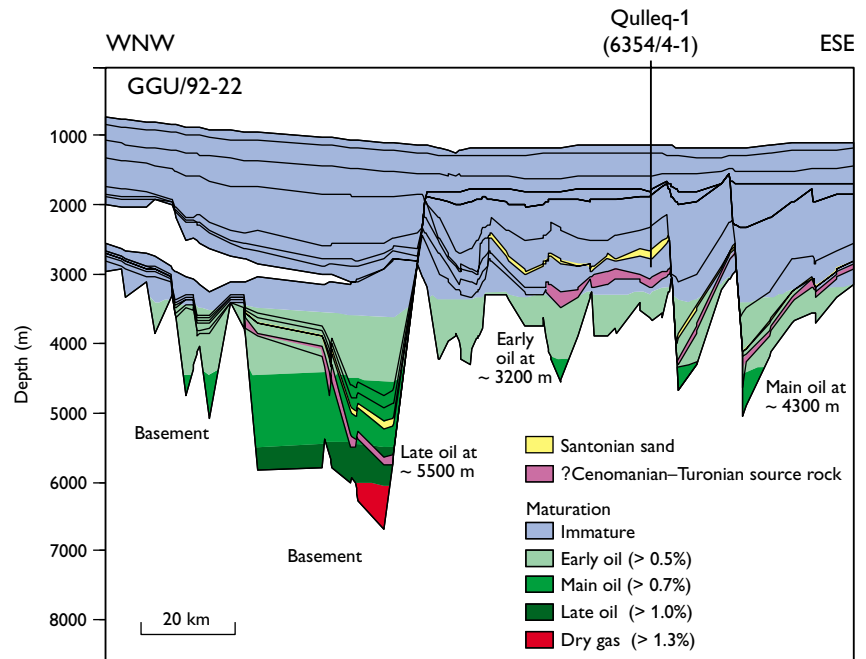 Qulleq-1
(6354/4-1)
WNW
ESE
GGU/92-22
Depth (m)
1000
2000
3000
4000
5000
6000
7000
8000
Early
oil at
~ 3200 m
Main oil at
~ 4300 m
Late oil at
~ 5500 m
Basement
Basement
20 km
Santonian sand
?Cenomanian–Turonian source rock
Maturation
Immature
Early oil (> 0.5%)
Main oil (> 0.7%)
Late oil (> 1.0%)
Dry gas (> 1.3%)